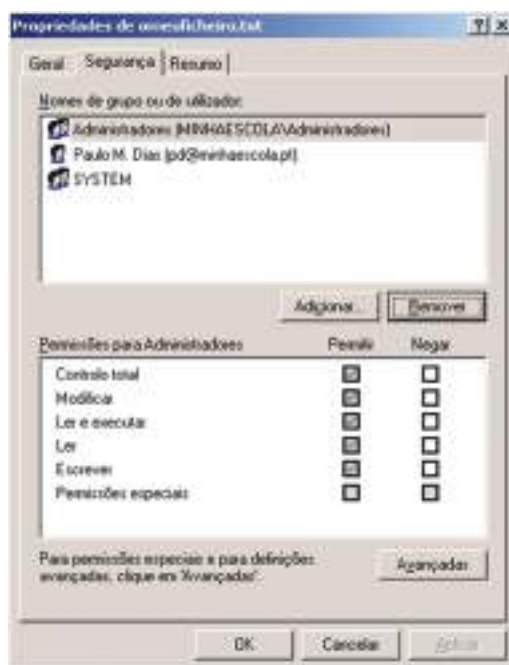 Propriedades de omeuficheiro.txt
Geral Segurança Resumo
Nomes de grupo ou de utilizador:
Administradores (MINHAESCOLA\Administradores)
Paulo M. Dias (pd@minhaescola.pt)
SYSTEM
Adicionar... Remover
Permissões para Administradores Permitir Negar
Controlo total
Modificar
Ler e executar
Ler
Escrever
Permissões especiais
Para permissões especiais e para definições
avançadas, clique em 'Avançadas'.
Avançadas
OK Cancelar Aplicar